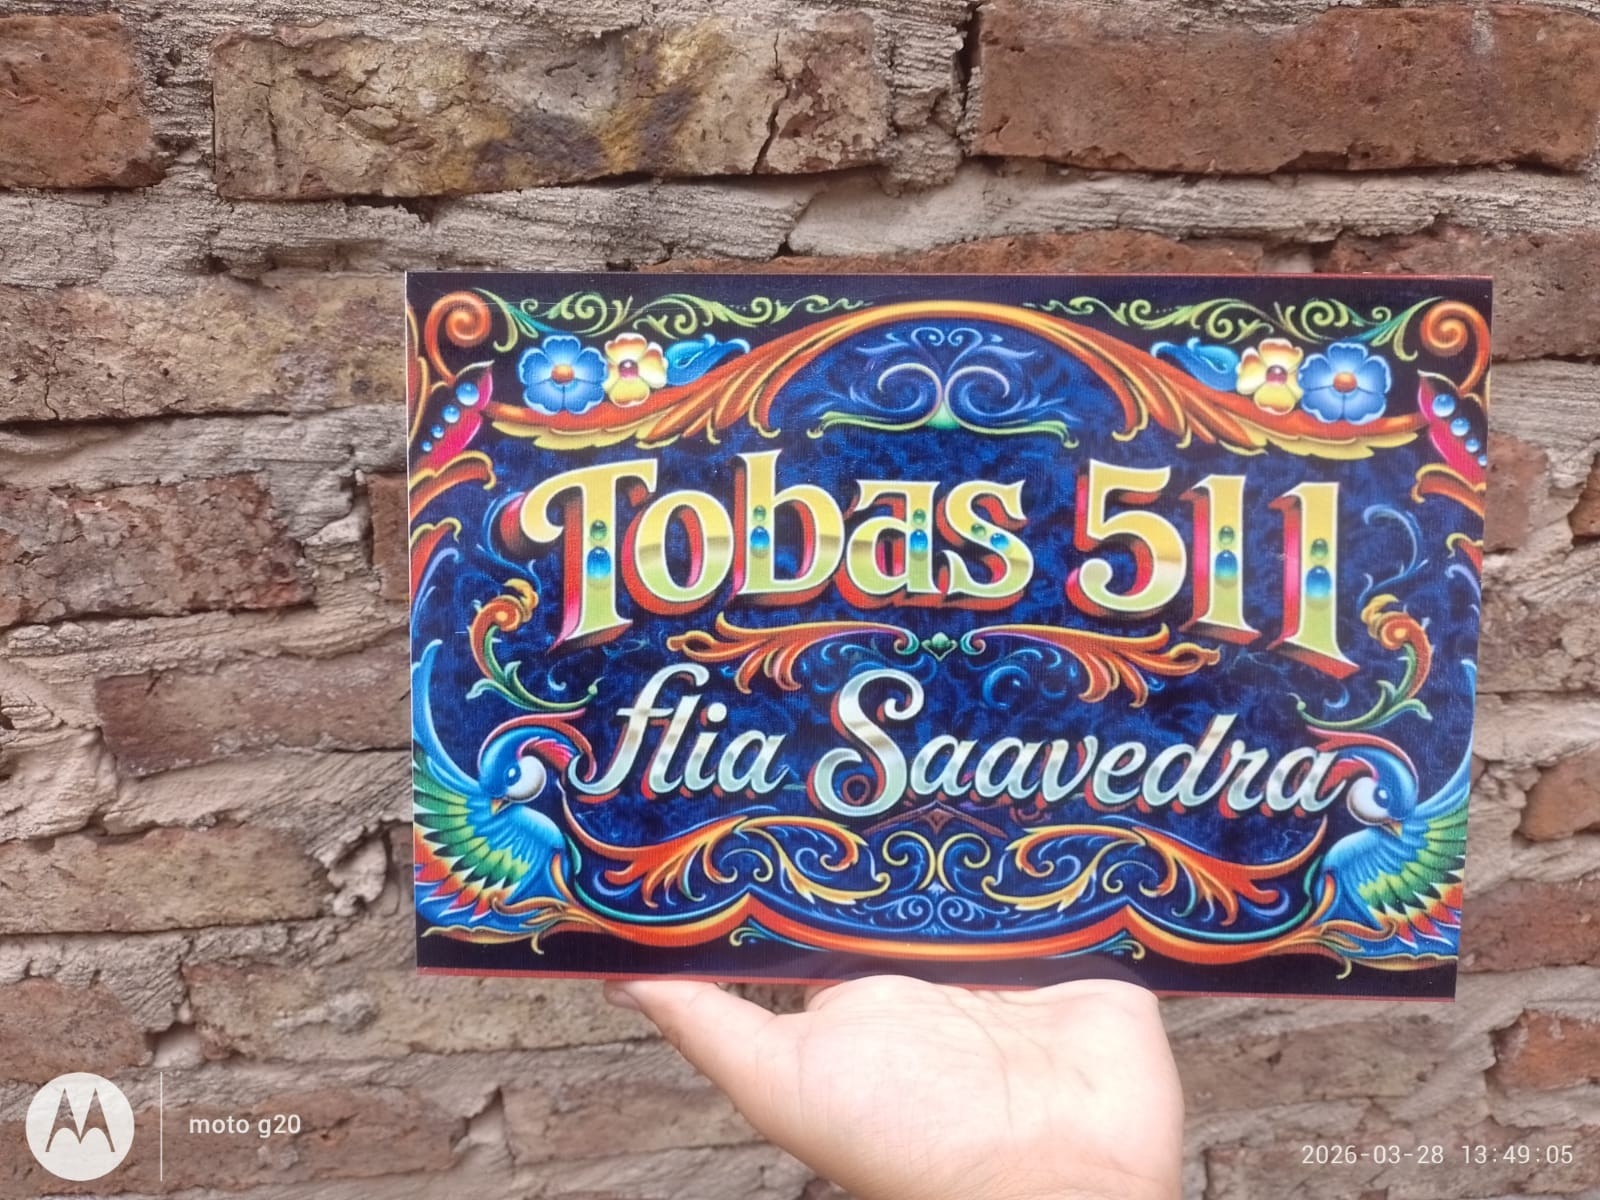 Tobas 511
flia Saavedra
moto g20
2026-03-28 13:49:05